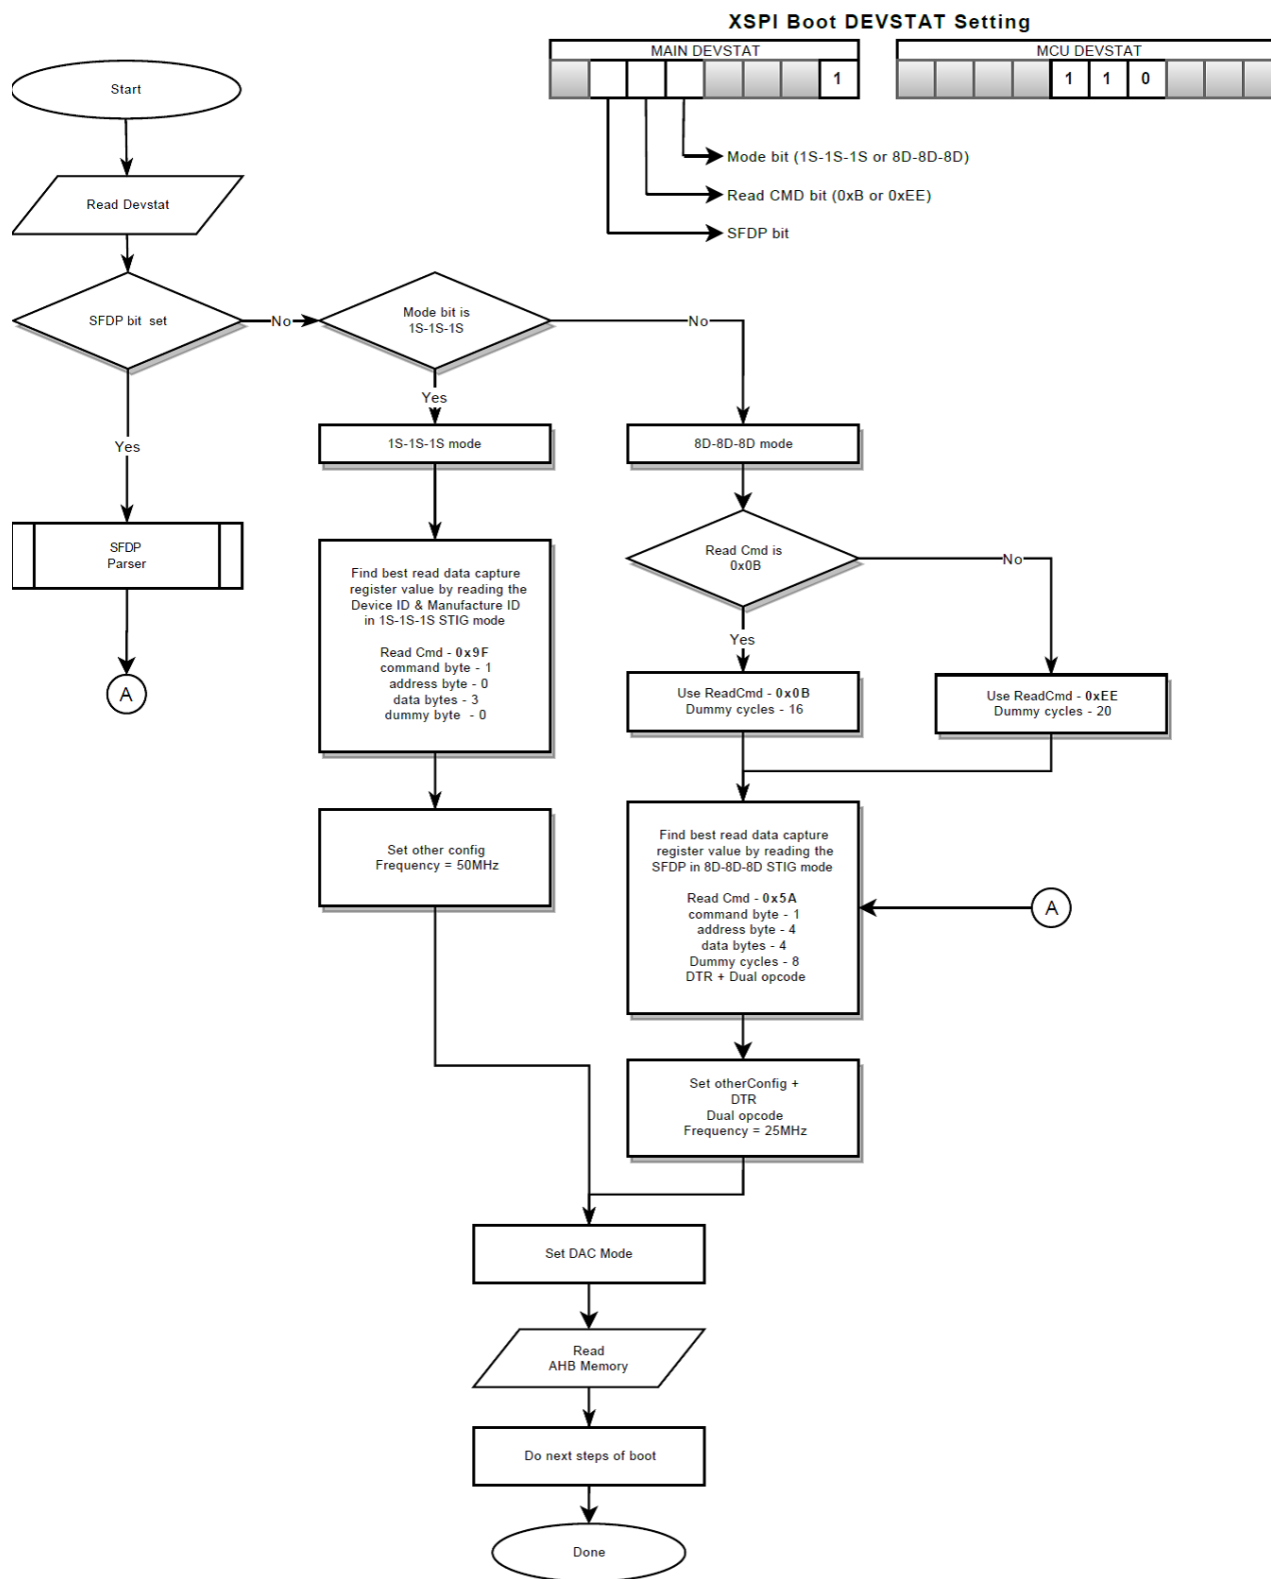 XSPI Boot DEVSTAT Setting
MAIN DEVSTAT
MCU DEVSTAT
1
1 1 0
Mode bit (1S-1S-1S or 8D-8D-8D)
Read CMD bit (0xB or 0xEE)
SFDP bit
Start
Read Devstat
SFDP bit set
No
Mode bit is
1S-1S-1S
No
Yes
Yes
1S-1S-1S mode
8D-8D-8D mode
SFDP
Parser
A
Find best read data capture
register value by reading the
Device ID & Manufacture ID
in 1S-1S-1S STIG mode
Read Cmd - 0x9F
command byte - 1
address byte - 0
data bytes - 3
dummy byte - 0
Set other config
Frequency = 50MHz
Read Cmd is
0x0B
No
Yes
Use ReadCmd - 0x0B
Dummy cycles - 16
Use ReadCmd - 0xEE
Dummy cycles - 20
Find best read data capture
register value by reading the
SFDP in 8D-8D-8D STIG mode
Read Cmd - 0x5A
command byte - 1
address byte - 4
data bytes - 4
Dummy cycles - 8
DTR + Dual opcode
A
Set otherConfig +
DTR
Dual opcode
Frequency = 25MHz
Set DAC Mode
Read
AHB Memory
Do next steps of boot
Done